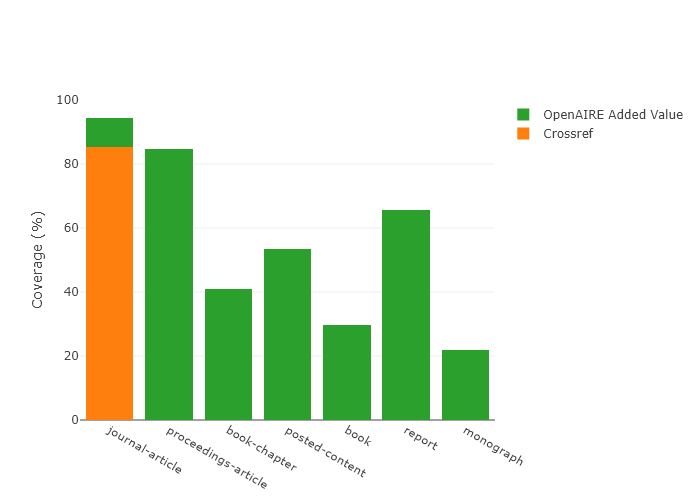 OpenAIRE Added Value
Crossref
Coverage (%)
100
80
60
40
20
0
journal-article
proceedings-article
book-chapter
posted-content
book
report
monograph